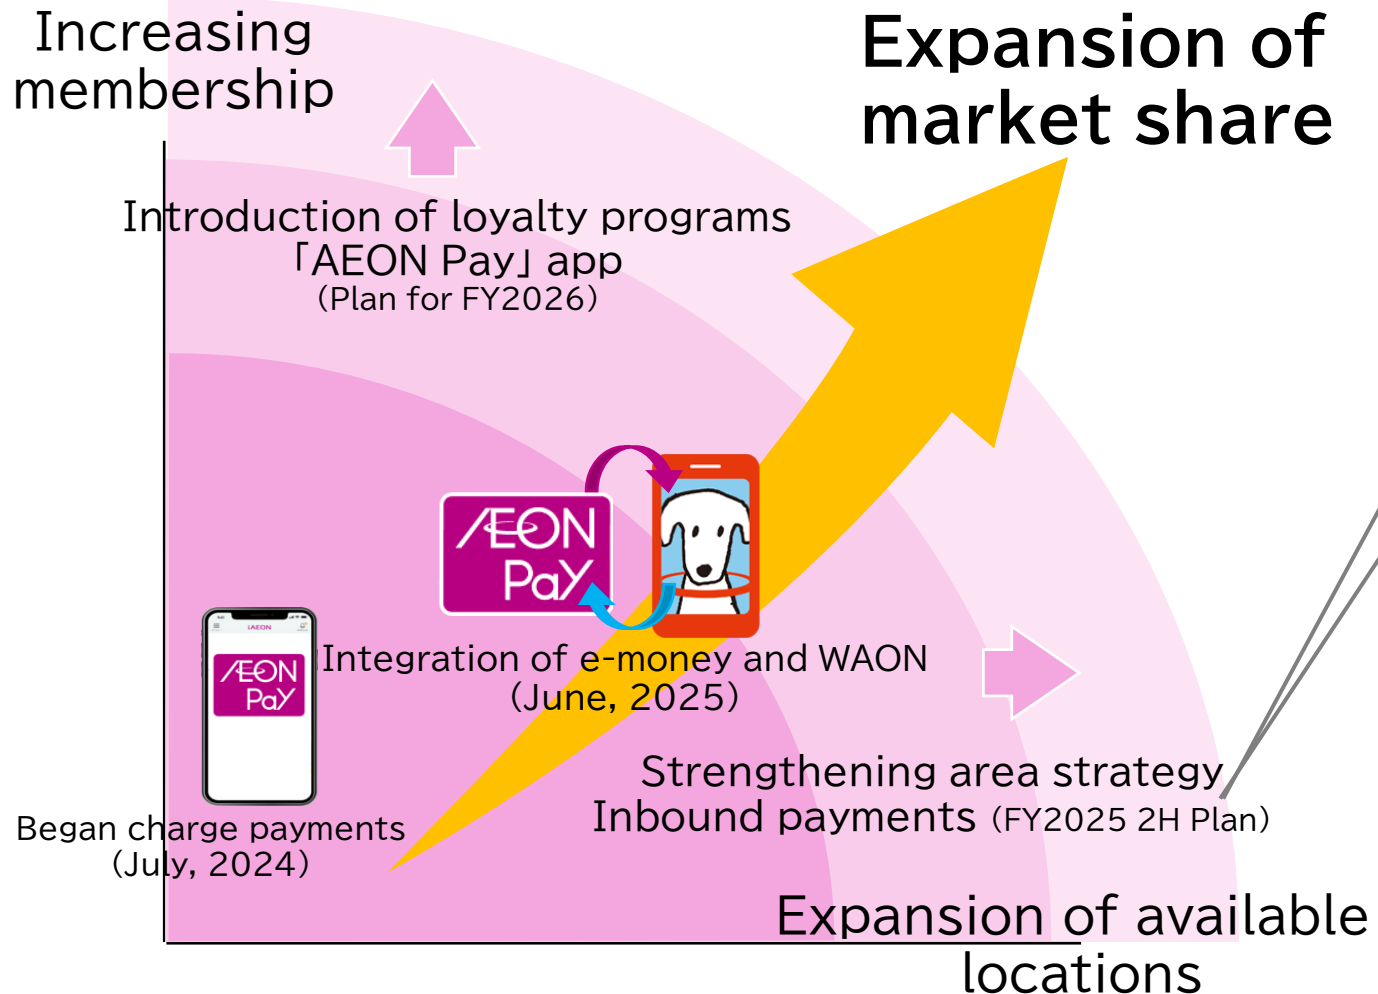 Increasing
membership
Expansion of
market share
Introduction of loyalty programs
「AEON Pay」 app
（Plan for FY2026）
ÆON
Pay
ÆON
Pay
Integration of e-money and WAON
（June, 2025）
Began charge payments
（July, 2024）
Strengthening area strategy
Inbound payments （FY2025 2H Plan）
Expansion of available
locations